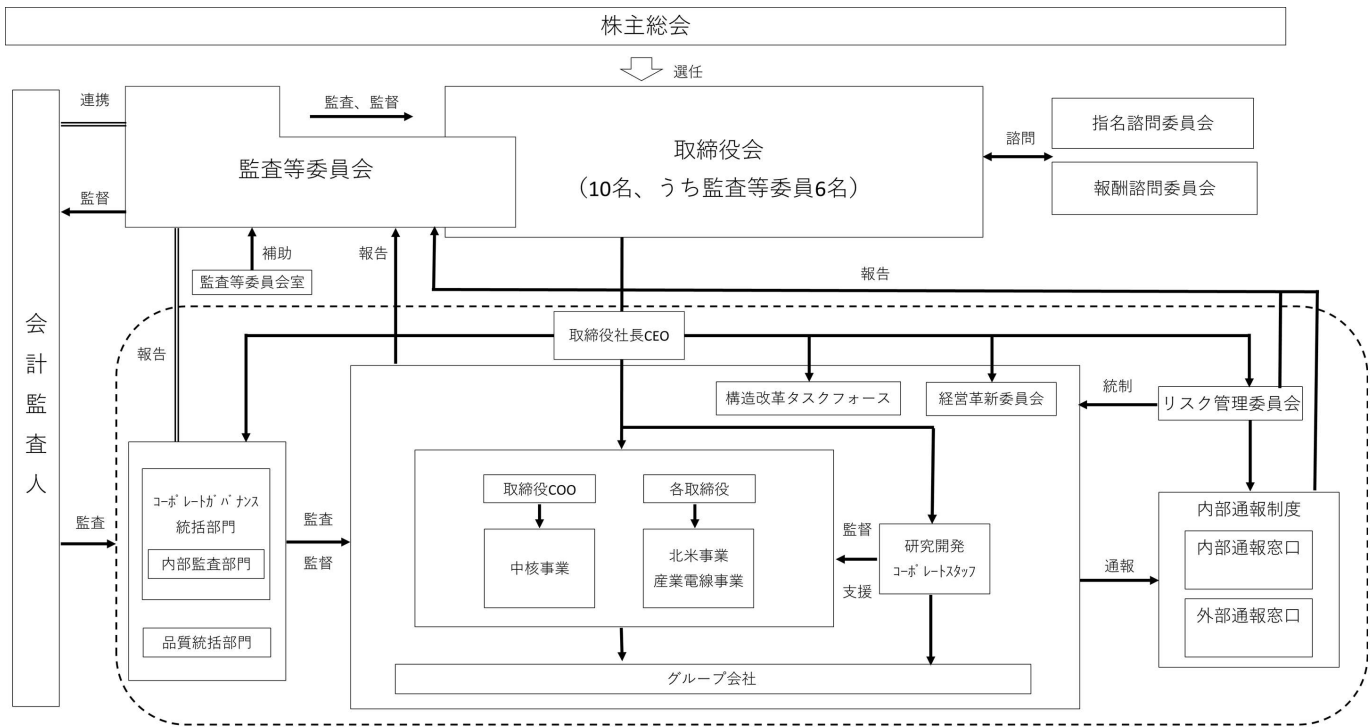 株主総会
選任
連携
監査、監督
監査等委員会
取締役会
（10名、うち監査等委員6名）
諮問
指名諮問委員会
報酬諮問委員会
監督
補助
監査等委員会室
報告
報告
会計監査人
報告
取締役社長CEO
構造改革タスクフォース
経営革新委員会
統制
リスク管理委員会
コーポレートガバナンス
統括部門
内部監査部門
品質統括部門
監査
監査
監督
取締役COO
各取締役
中核事業
北米事業
産業電線事業
監督
支援
研究開発
コーポレートスタッフ
グループ会社
通報
内部通報制度
内部通報窓口
外部通報窓口